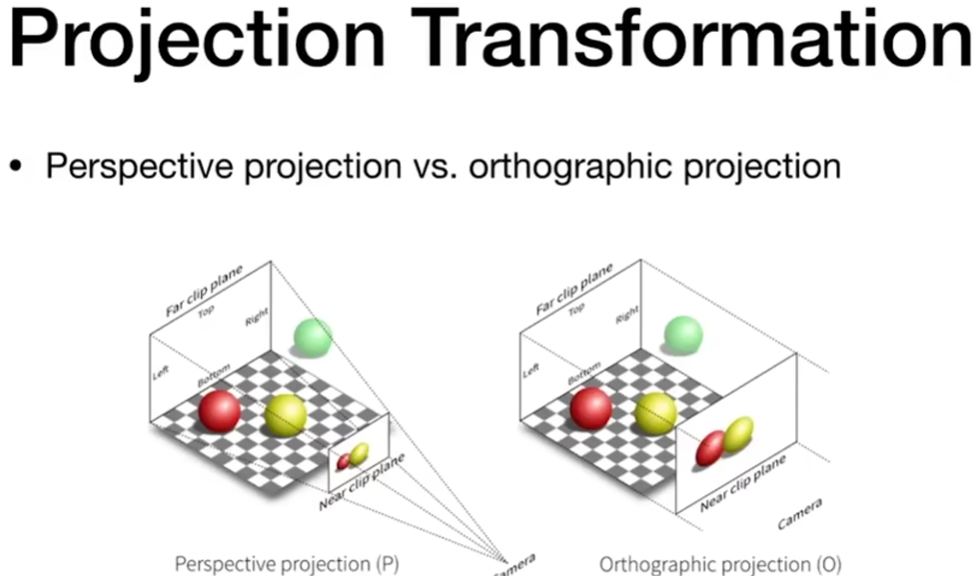 Projection Transformation
• Perspective projection vs. orthographic projection
Far clip plane
Top
Right
Left
Bottom
Near clip plane
Perspective projection (P)
Far clip plane
Top
Right
Left
Bottom
Near clip plane
Camera
Orthographic projection (O)